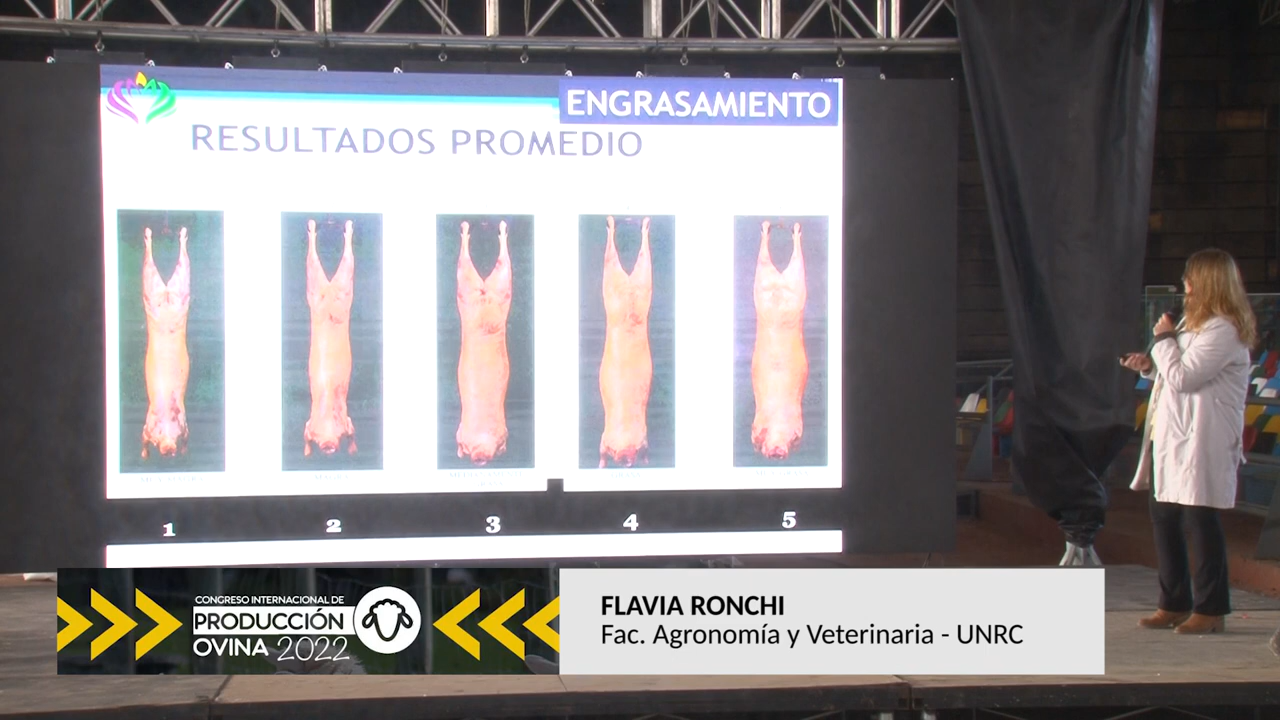 ENGRASAMIENTO
RESULTADOS PROMEDIO
1 2 3 4 5
CONGRESO INTERNACIONAL DE
PRODUCCIÓN
OVINA 2022
FLAVIA RONCHI
Fac. Agronomía y Veterinaria - UNRC